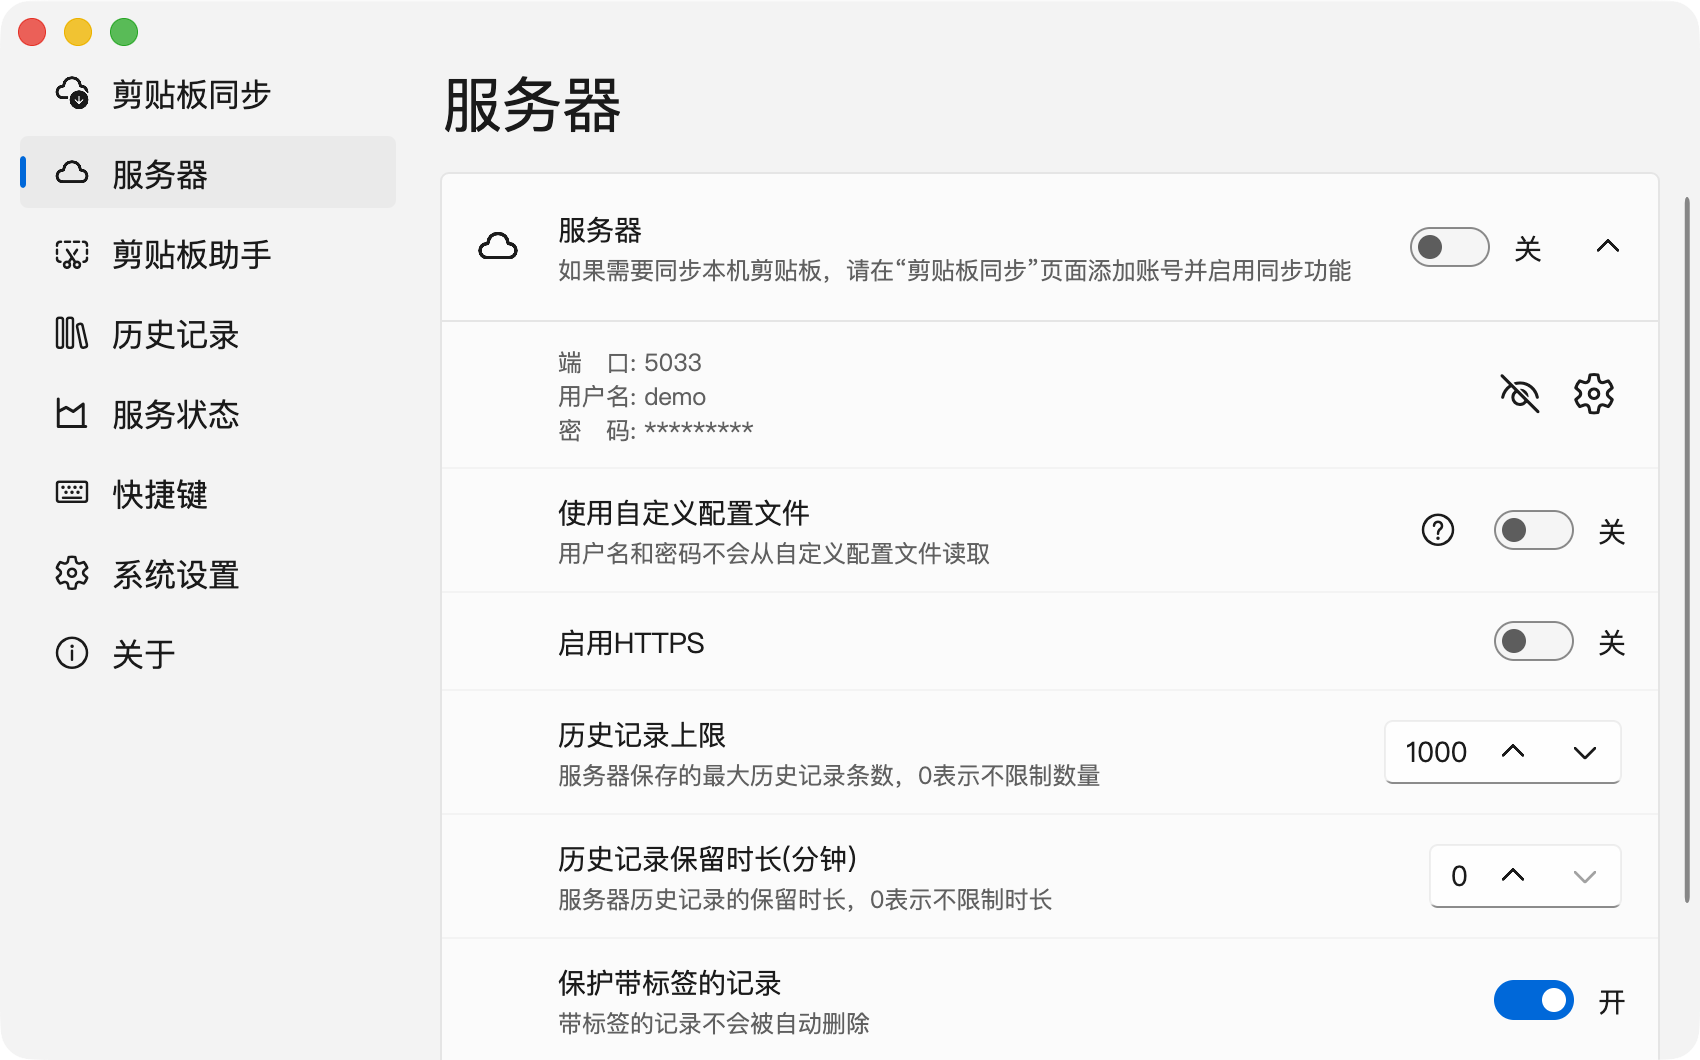 剪贴板同步
服务器
剪贴板助手
历史记录
服务状态
快捷键
系统设置
关于
服务器
服务器
如果需要同步本机剪贴板，请在“剪贴板同步”页面添加账号并启用同步功能
关
端 口: 5033
用户名: demo
密 码: *********
使用自定义配置文件
用户名和密码不会从自定义配置文件读取
关
启用HTTPS
关
历史记录上限
服务器保存的最大历史记录条数，0表示不限制数量
1000
历史记录保留时长(分钟)
服务器历史记录的保留时长，0表示不限制时长
0
保护带标签的记录
带标签的记录不会被自动删除
开